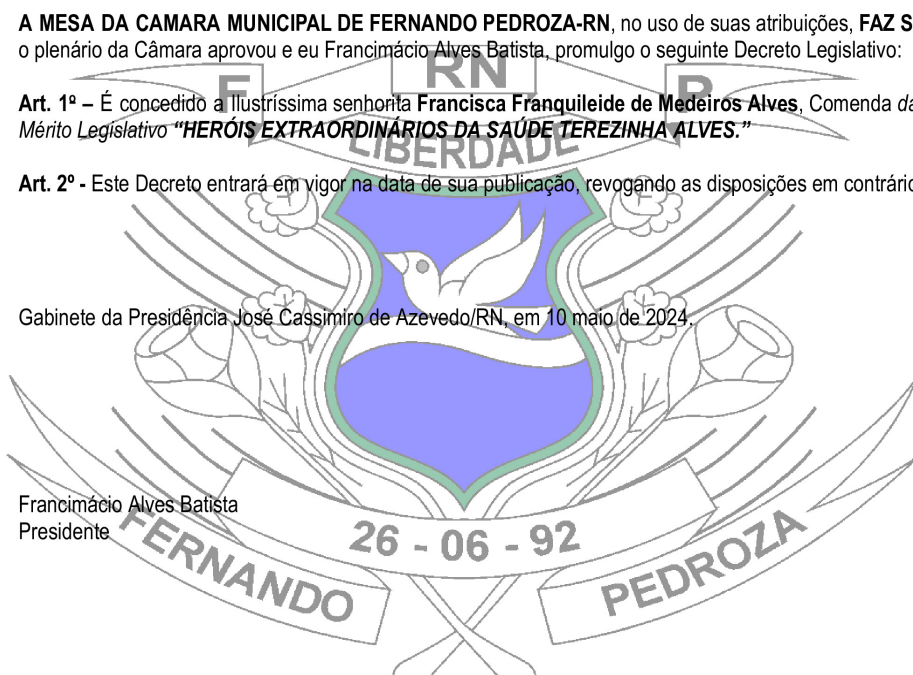 A MESA DA CAMARA MUNICIPAL DE FERNANDO PEDROZA-RN, no uso de suas atribuições, FAZ S
o plenário da Câmara aprovou e eu Francimácio Alves Batista, promulgo o seguinte Decreto Legislativo:
F RN P
Art. 1º – É concedido a Ilustríssima senhorita Francisca Franquileide de Medeiros Alves, Comenda da
Mérito Legislativo “HERÓIS EXTRAORDINÁRIOS DA SAÚDE TEREZINHA ALVES.”
LIBERDADE
Art. 2º - Este Decreto entrará em vigor na data de sua publicação, revogando as disposições em contrário
Gabinete da Presidência José Cassimiro de Azevedo/RN, em 10 maio de 2024.
Francimácio Alves Batista
Presidente
26 - 06 - 92
FERNANDO PEDROZA